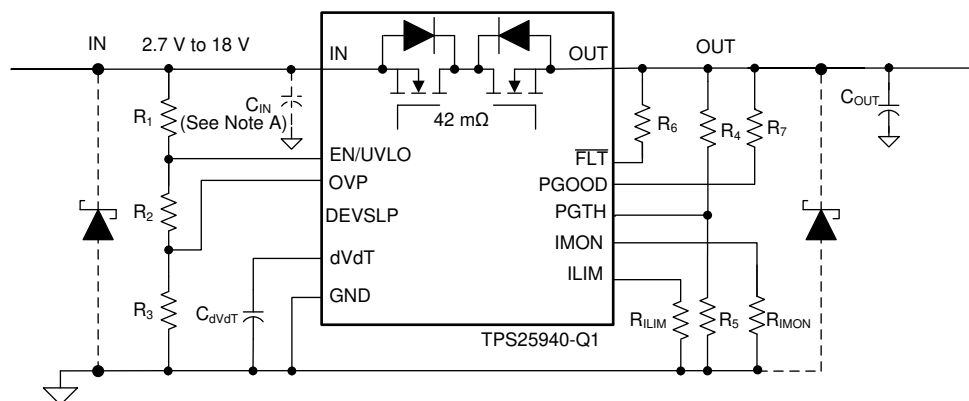 IN
2.7 V to 18 V
IN
OUT
OUT
R1
CIN
(See Note A)
42 mΩ
COUT
R6
R4
R7
EN/UVLO
FLT
OVP
PGOOD
R2
DEVSLP
PGTH
IMON
dVdT
ILIM
GND
R3
CdVdT
RILIM
R5
RIMON
TPS25940-Q1